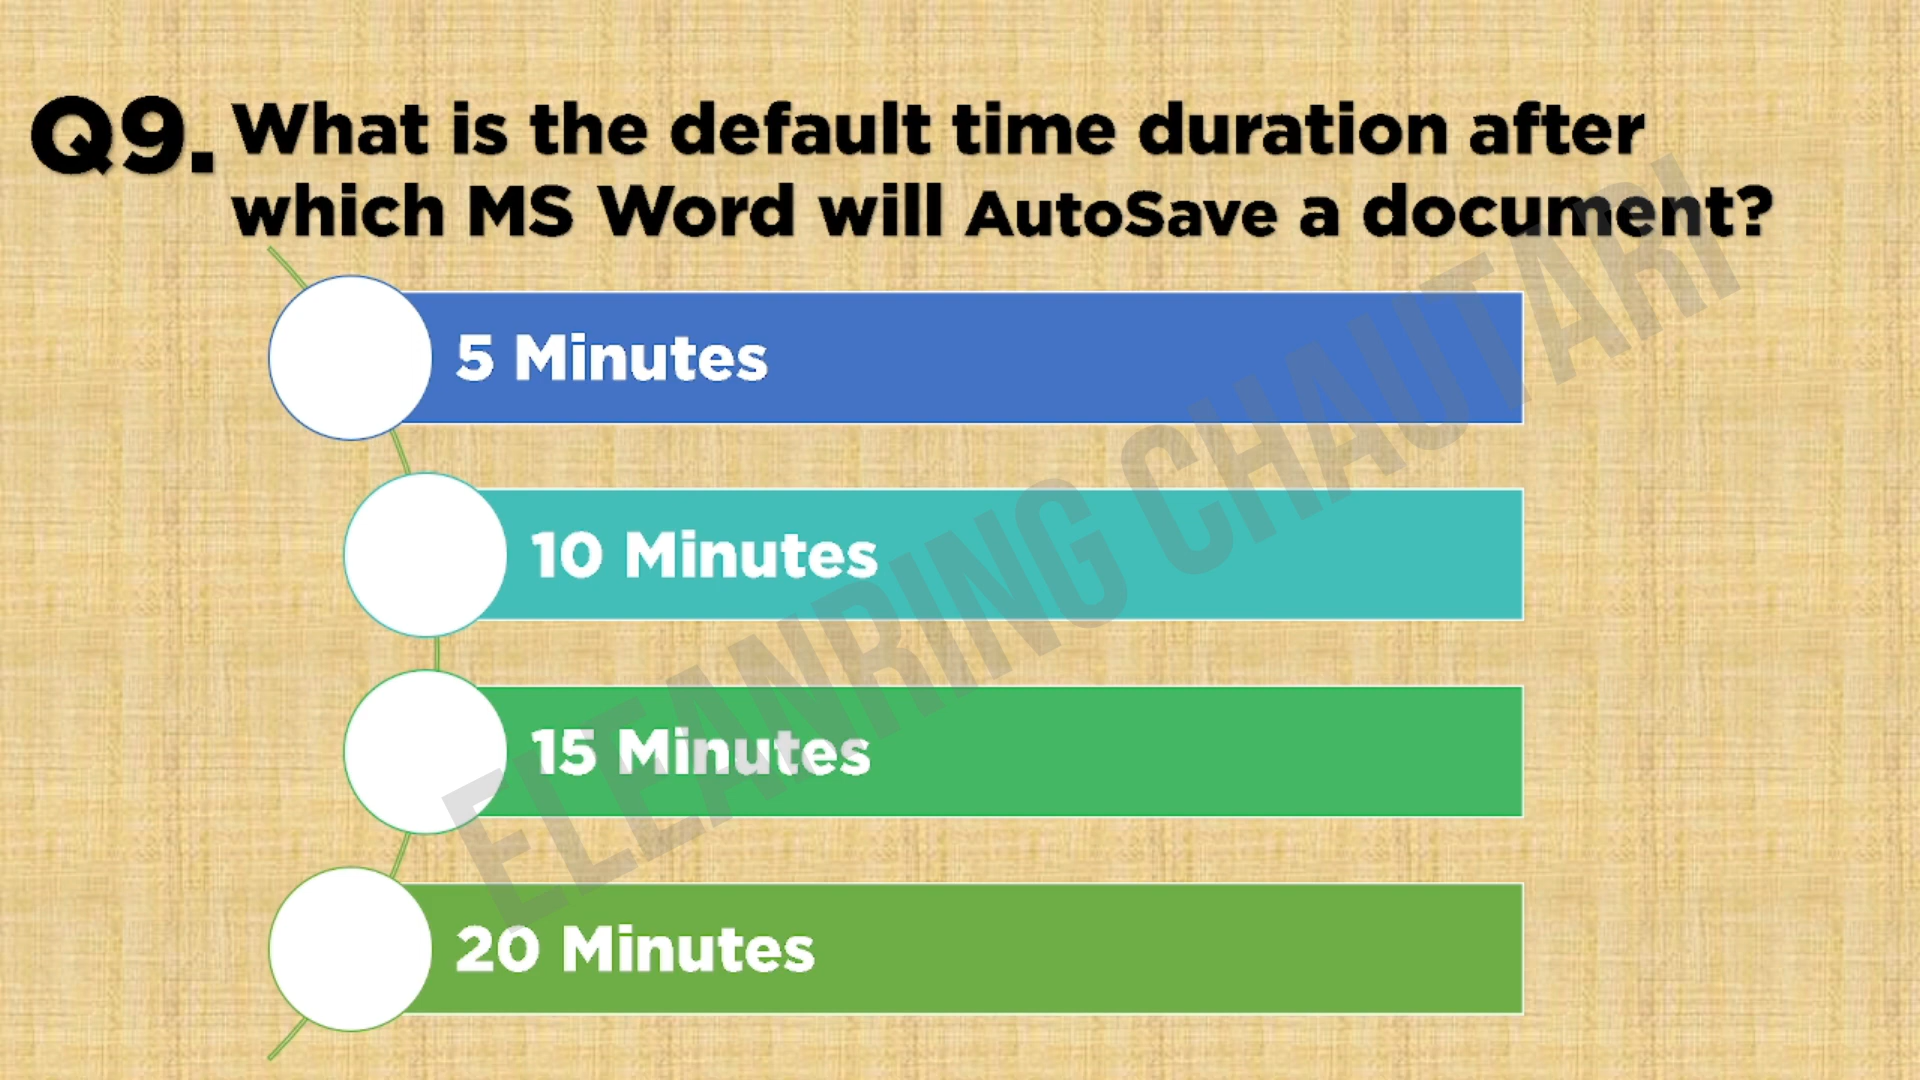 Q9. What is the default time duration after
which MS Word will AutoSave a document?
5 Minutes
10 Minutes
15 Minutes
20 Minutes
ELEANRING CHAUTARI